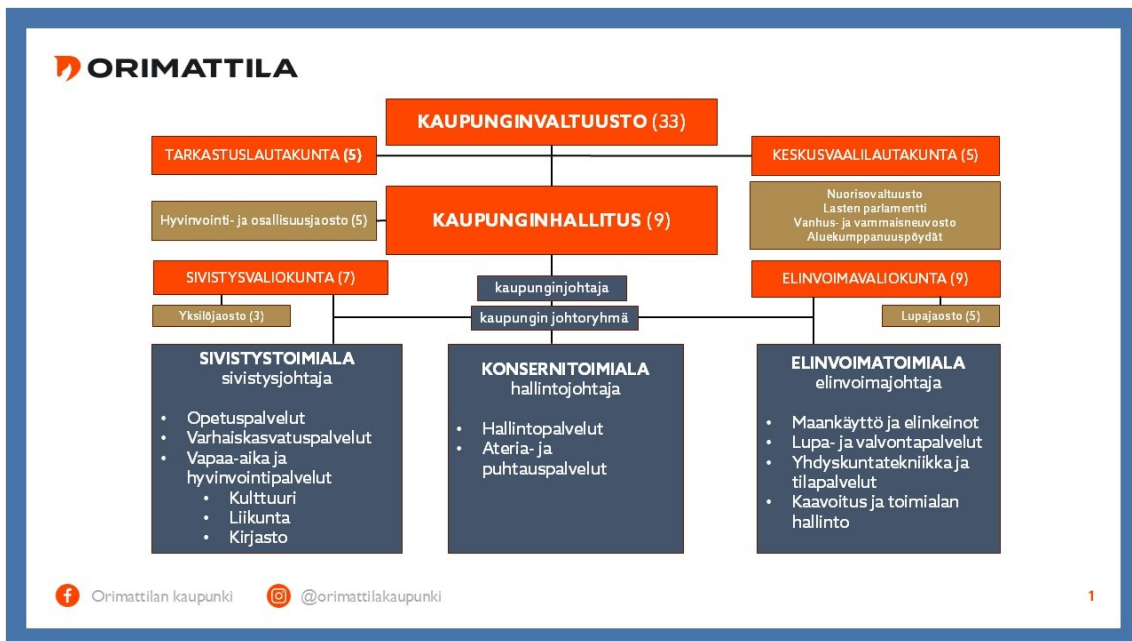 ORIMATTILA
KAUPUNGINVALTUUSTO (33)
TARKASTUSLAUTAKUNTA (5)
KESKUSVAALILAUTAKUNTA (5)
Hyvinvointi- ja osallisuusjaosto (5)
KAUPUNGINHALLITUS (9)
Nuorisovaltuusto
Lasten parlamentti
Vanhus- ja vammaisneuvosto
Aluekumppanuuspöydät
SIVISTYSVALIOKUNTA (7)
kaupunginjohtaja
ELINVOIMAVALIOKUNTA (9)
Yksilöjaosto (3)
kaupungin johtoryhmä
Lupajaosto (5)
SIVISTYSTOIMIALA
sivistysjohtaja
• Opetuspalvelut
• Varhaiskasvatuspalvelut
• Vapaa-aika ja
hyvinvointipalvelut
• Kulttuuri
• Liikunta
• Kirjasto
KONSERNITOIMIALA
hallintojohtaja
• Hallintopalvelut
• Ateria- ja
puhtauspalvelut
ELINVOIMATOIMIALA
elinvoimajohtaja
• Maankäyttö ja elinkeinot
• Lupa- ja valvontapalvelut
• Yhdyskuntatekniikka ja
tilapalvelut
• Kaavoitus ja toimialan
hallinto
Orimattilan kaupunki
@orimattilakaupunki
1